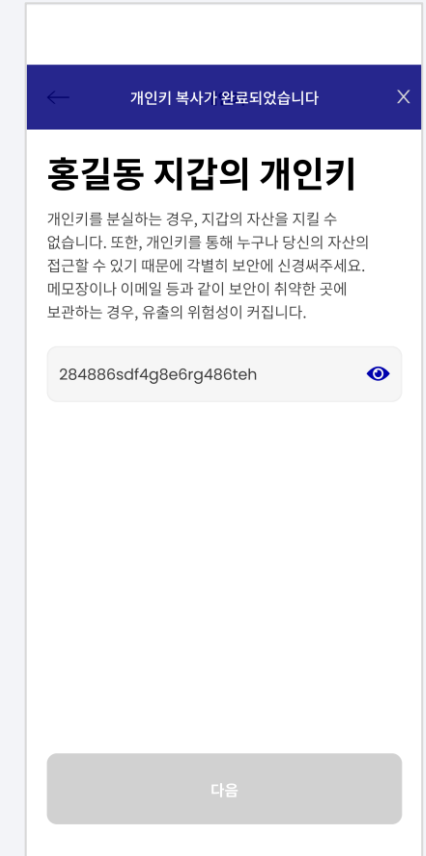 개인키 복사가 완료되었습니다
홍길동 지갑의 개인키
개인키를 분실하는 경우, 지갑의 자산을 지킬 수
없습니다. 또한, 개인키를 통해 누구나 당신의 자산의
접근할 수 있기 때문에 각별히 보안에 신경써주세요.
메모장이나 이메일 등과 같이 보안이 취약한 곳에
보관하는 경우, 유출의 위험성이 커집니다.
284886sdf4g8e6rg486teh
다음